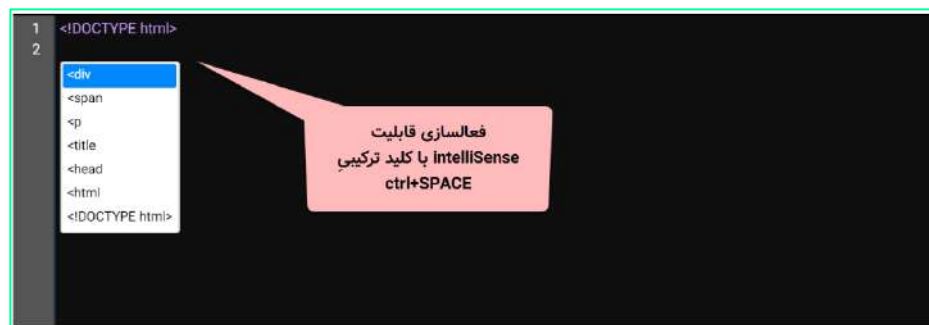 1 <!DOCTYPE html>
2
<div
<span
<p
<title
<head
<html
<!DOCTYPE html>
فعالسازی قابلیت
intelliSense با کلید ترکیبیِ
ctrl+SPACE